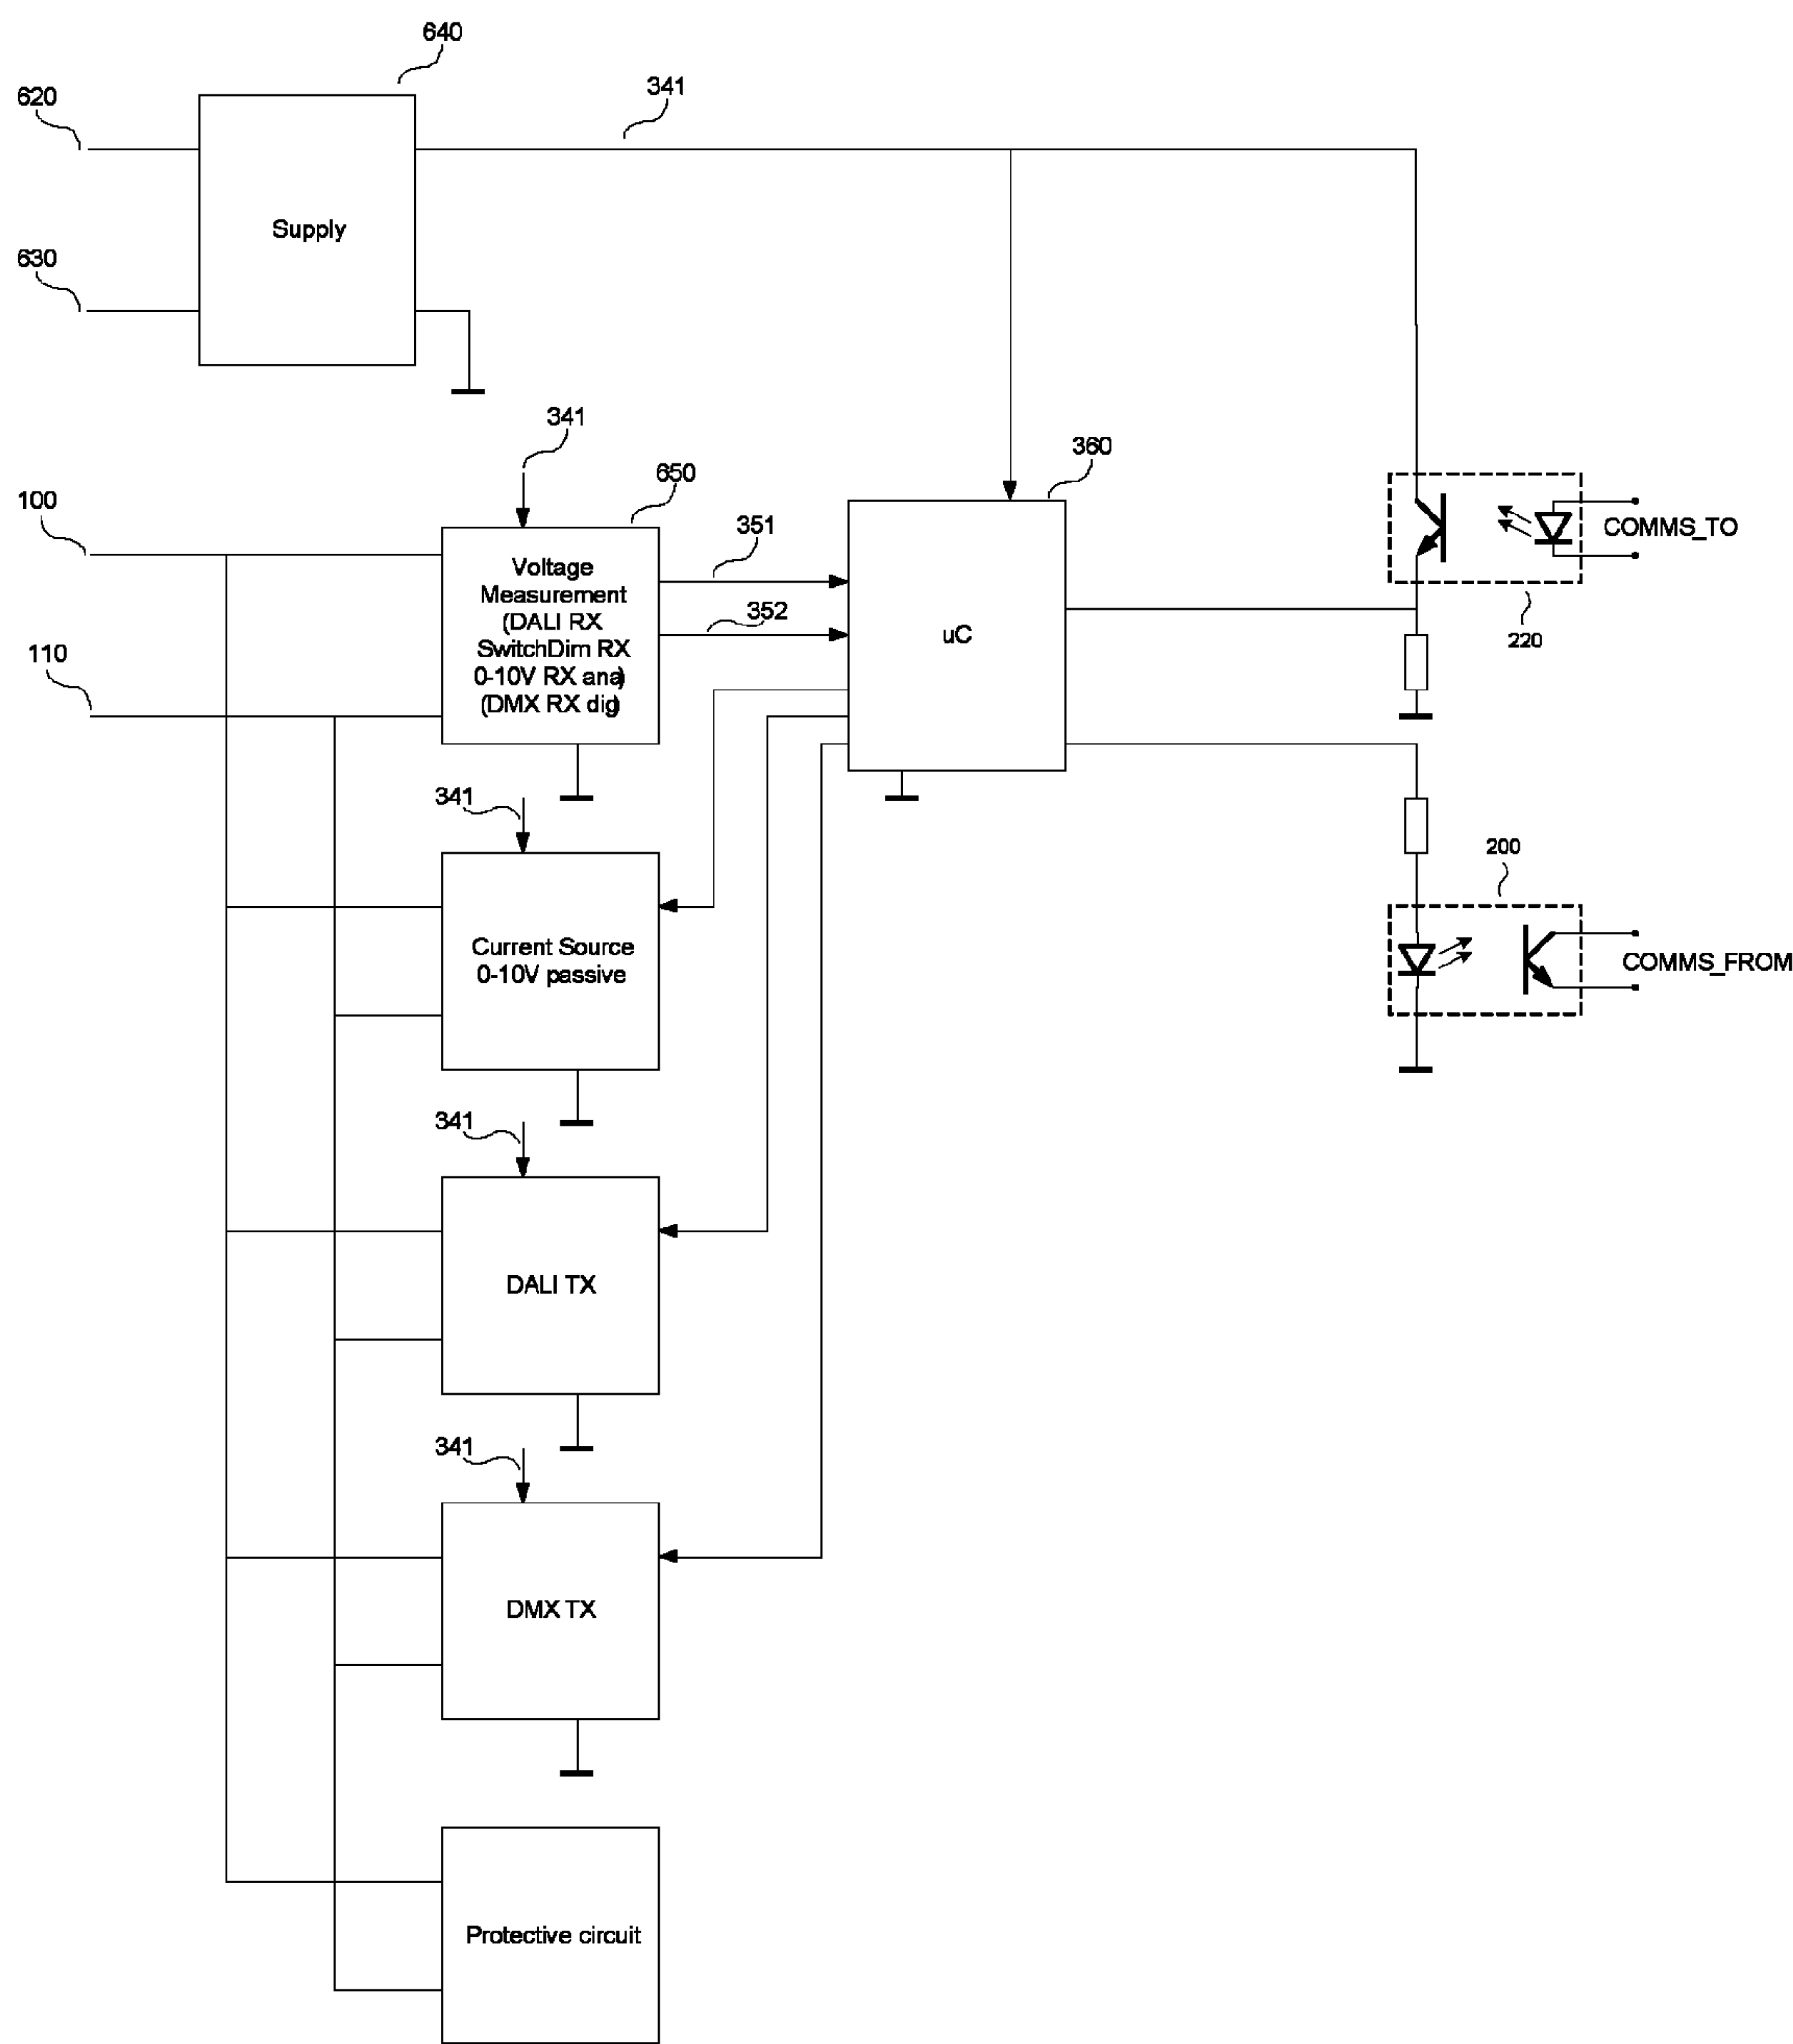 640
620
341
Supply
630
341
360
650
100
351
COMMS_TO
Voltage
Measurement
(DALI RX
SwitchDim RX
0-10V RX ana)
(DMX RX dig)
352
uC
220
110
341
200
Current Source
0-10V passive
COMMS_FROM
341
DALI TX
341
DMX TX
Protective circuit